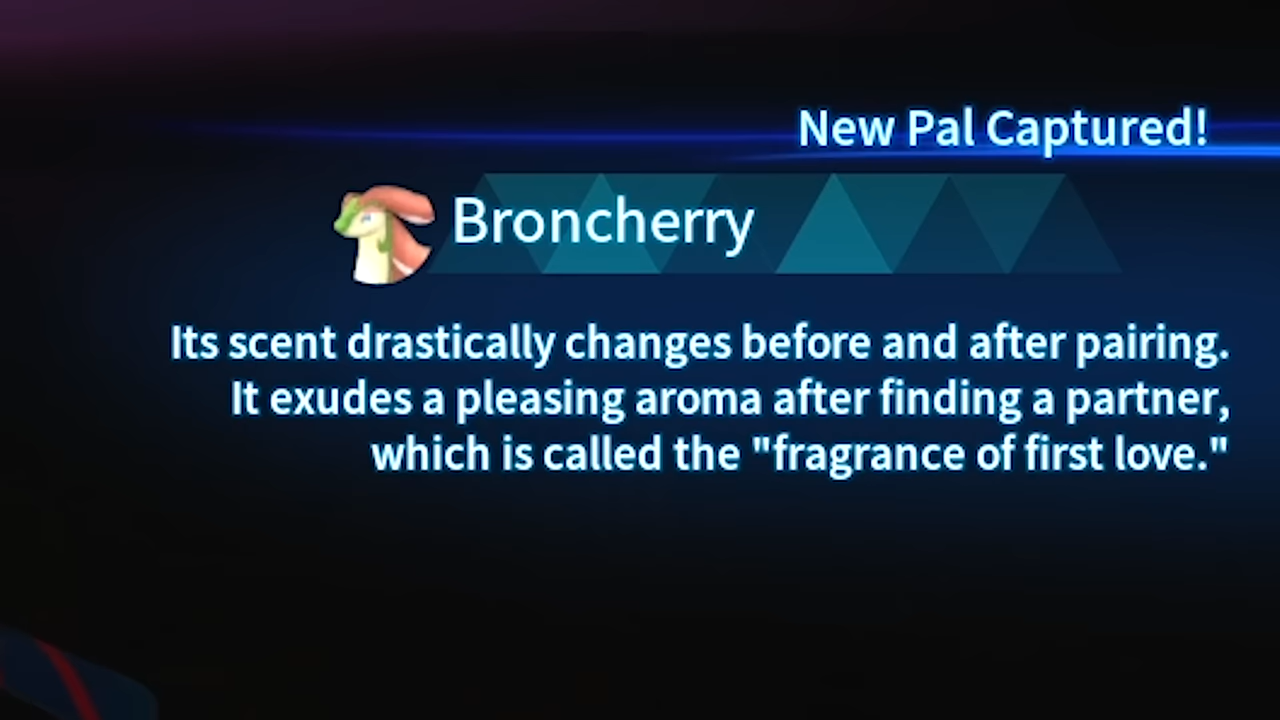 New Pal Captured!
Broncherry
Its scent drastically changes before and after pairing.
It exudes a pleasing aroma after finding a partner,
which is called the "fragrance of first love."